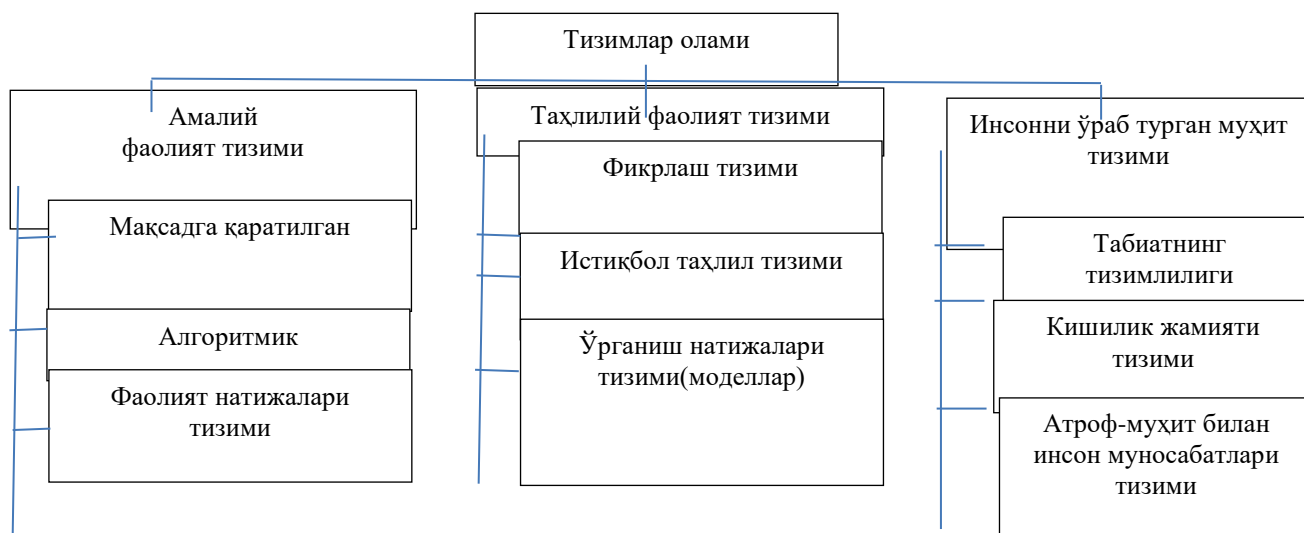 Тизимлар олами
Амалий
фаолият тизими
Мақсадга қаратилган
Алгоритмик
Фаолият натижалари
тизими
Таҳлилий фаолият тизими
Фикрлаш тизими
Истиқбол таҳлил тизими
Ўрганиш натижалари
тизими(моделлар)
Инсонни ўраб турган муҳит
тизими
Табиатнинг
тизимлилиги
Кишилик жамияти
тизими
Атроф-муҳит билан
инсон муносабатлари
тизими